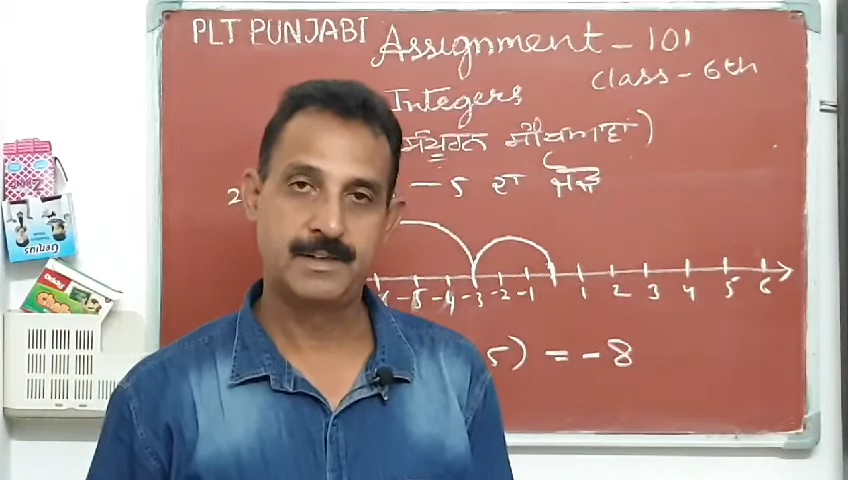 PLT PUNJABI
Assignment - 101
Class - 6th
Integers
ਸੰਪੂਰਨ ਸੰਖਿਆਵਾਂ)
- 5 ਦਾ ਜੋੜ
-5 -4 -3 -2 -1 1 2 3 4 5 6
5) = -8
Genius